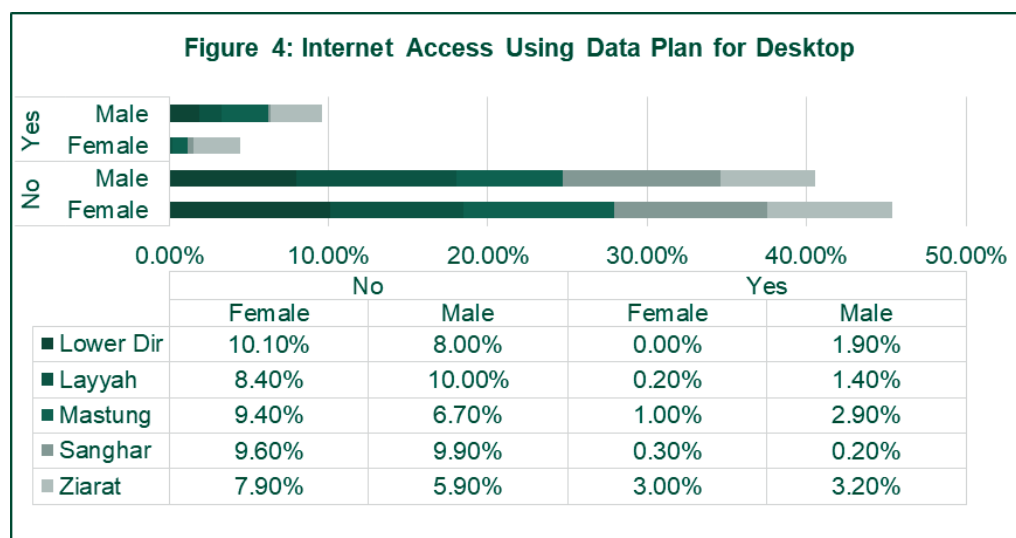 Figure 4: Internet Access Using Data Plan for Desktop
Yes
Male
Female
No
Male
Female
0.00% 10.00% 20.00% 30.00% 40.00% 50.00%
No Yes
Female Male Female Male
Lower Dir 10.10% 8.00% 0.00% 1.90%
Layyah 8.40% 10.00% 0.20% 1.40%
Mastung 9.40% 6.70% 1.00% 2.90%
Sanghar 9.60% 9.90% 0.30% 0.20%
Ziarat 7.90% 5.90% 3.00% 3.20%